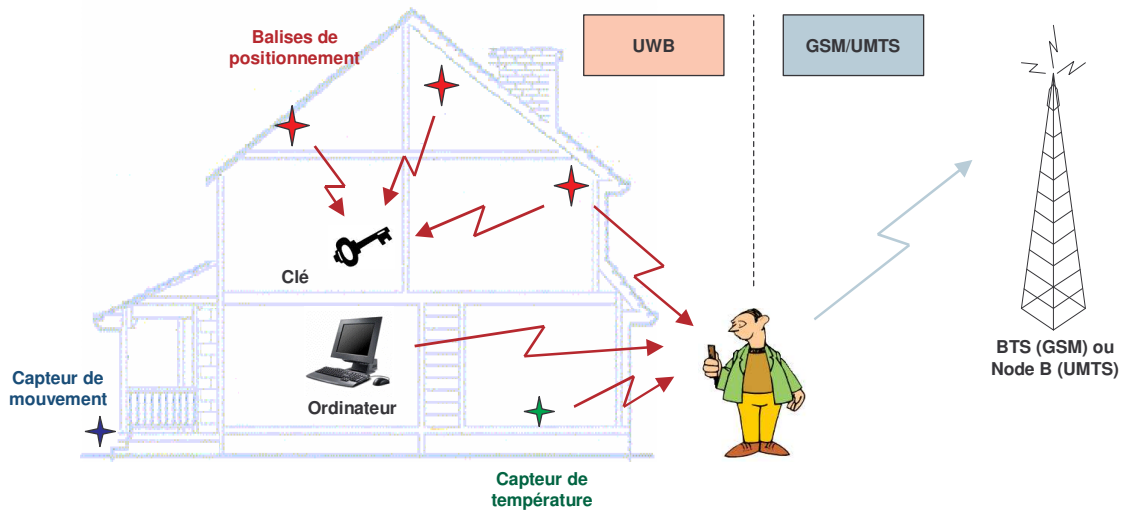 Balises de
positionnement
UWB
GSM/UMTS
Clé
Ordinateur
Capteur de
mouvement
BTS (GSM) ou
Node B (UMTS)
Capteur de
température